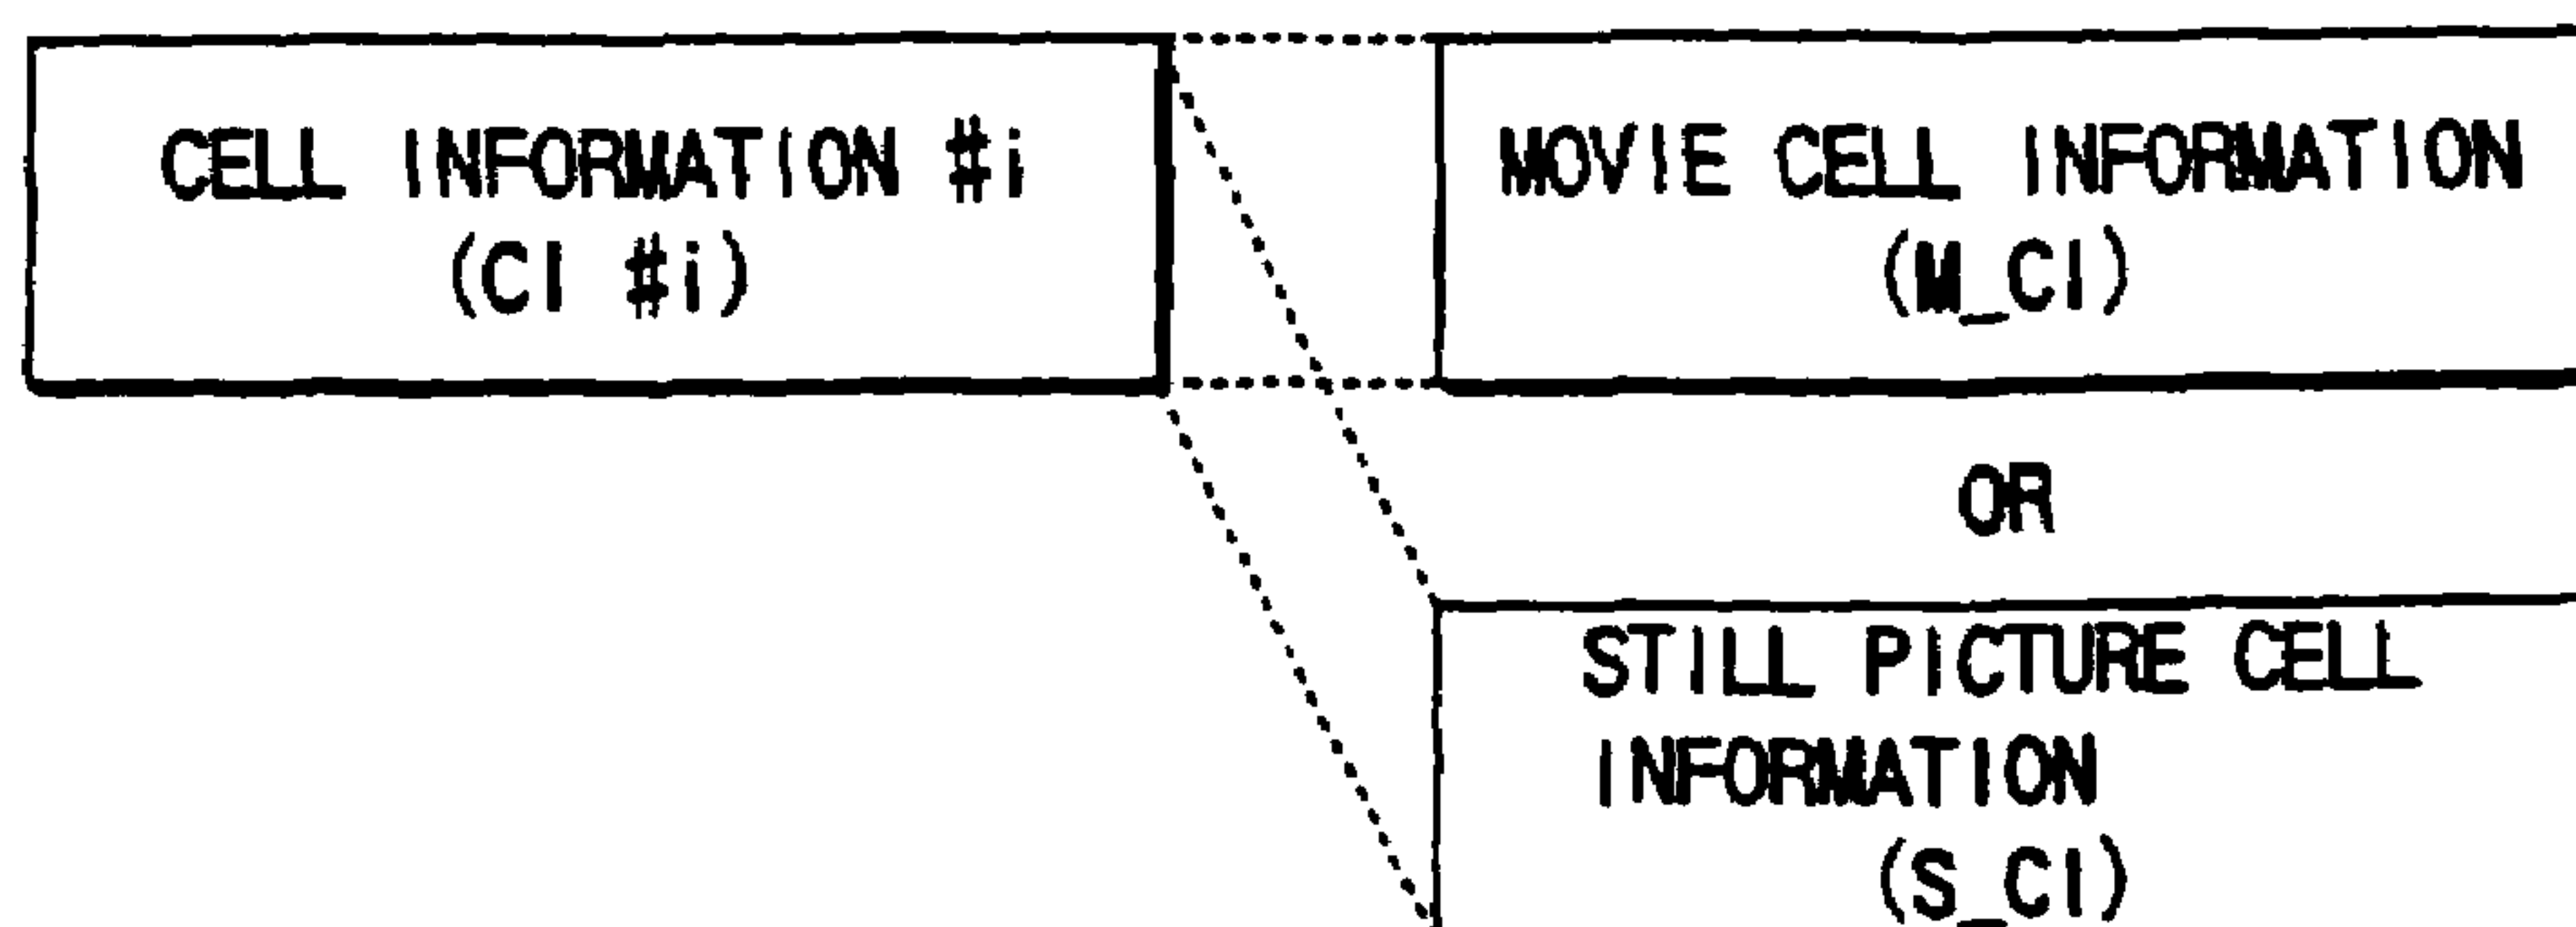 CELL INFORMATION #i
(CI #i)
MOVIE CELL INFORMATION
(M_CI)
OR
STILL PICTURE CELL
INFORMATION
(S_CI)